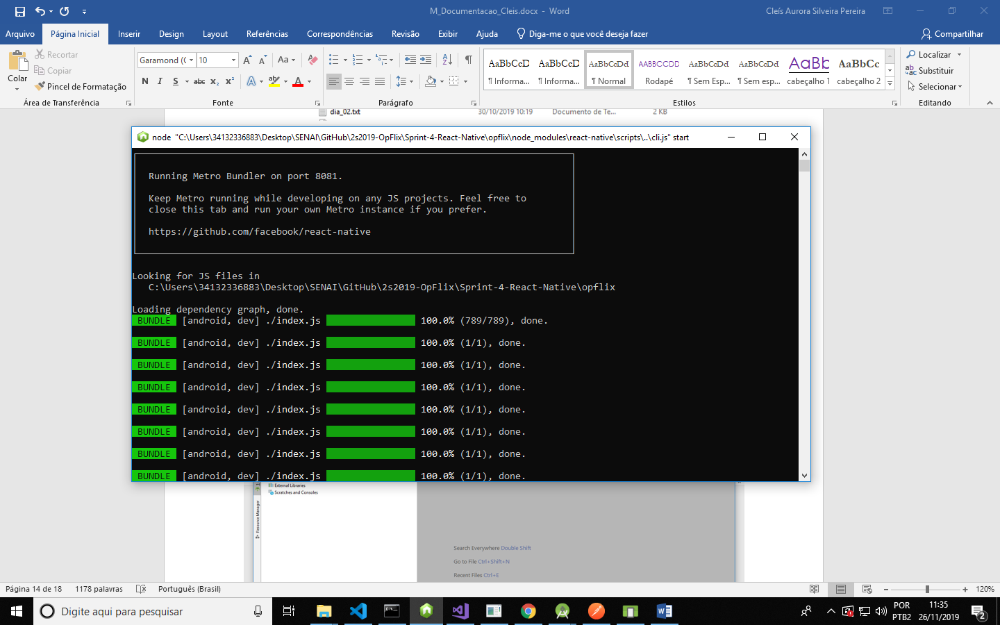 M_Documentacao_Cleis.docx - Word
Cleís Aurora Silveira Pereira
Arquivo
Página Inicial
Inserir
Design
Layout
Referências
Correspondências
Revisão
Exibir
Ajuda
Diga-me o que você deseja fazer
Compartilhar
Colar
Recortar
Copiar
Pincel de Formatação
Área de Transferência
Garamond (C
10
Aa
N I S abc x₂ x²
A
Fonte
Parágrafo
AaBbCcD
¶ Informa...
AaBbCcD
¶ Informa...
AaBbCcDdI
¶ Normal
AABBCCDD
Rodapé
AaBbCcDdI
¶ Sem Esp...
AaBbCcDdI
¶ Sem esp...
AaBb
cabeçalho 1
AaBbCc
cabeçalho 2
Estilos
Localizar
Substituir
Selecionar
Editando
dia_02.txt 30/10/2019 10:19 Documento de Te... 2 KB
node "C:\Users\34132336883\Desktop\SENAI\GitHub\2s2019-OpFlix\Sprint-4-React-Native\opflix\node_modules\react-native\scripts\..\cli.js" start
Running Metro Bundler on port 8081.
Keep Metro running while developing on any JS projects. Feel free to
close this tab and run your own Metro instance if you prefer.
https://github.com/facebook/react-native
Looking for JS files in
C:\Users\34132336883\Desktop\SENAI\GitHub\2s2019-OpFlix\Sprint-4-React-Native\opflix
Loading dependency graph, done.
BUNDLE [android, dev] ./index.js 100.0% (789/789), done.
BUNDLE [android, dev] ./index.js 100.0% (1/1), done.
BUNDLE [android, dev] ./index.js 100.0% (1/1), done.
BUNDLE [android, dev] ./index.js 100.0% (1/1), done.
BUNDLE [android, dev] ./index.js 100.0% (1/1), done.
BUNDLE [android, dev] ./index.js 100.0% (1/1), done.
BUNDLE [android, dev] ./index.js 100.0% (1/1), done.
BUNDLE [android, dev] ./index.js 100.0% (1/1), done.
External Libraries
Scratches and Consoles
Resource Manager
Search Everywhere Double Shift
Go to File Ctrl+Shift+N
Recent Files Ctrl+E
Página 14 de 18
1178 palavras
Português (Brasil)
120%
Digite aqui para pesquisar
POR
PTB2
11:35
26/11/2019
2